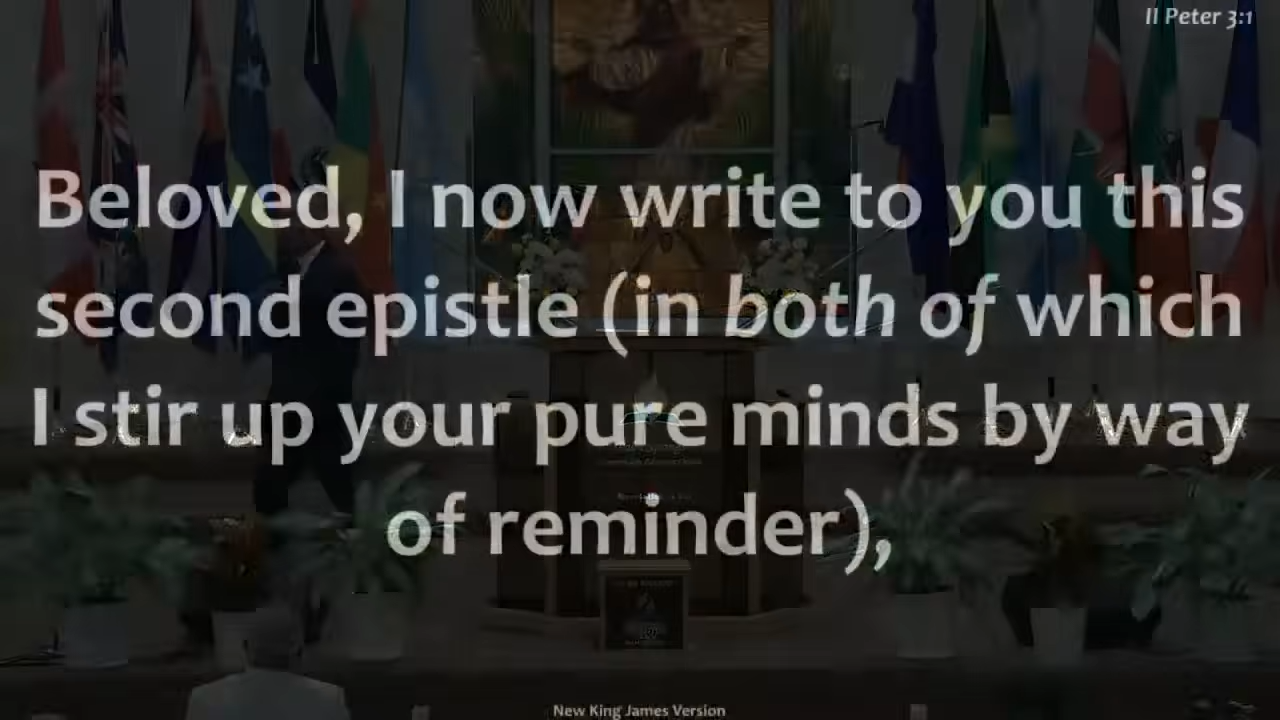 II Peter 3:1
Beloved, I now write to you this
second epistle (in both of which
I stir up your pure minds by way
of reminder),
New King James Version